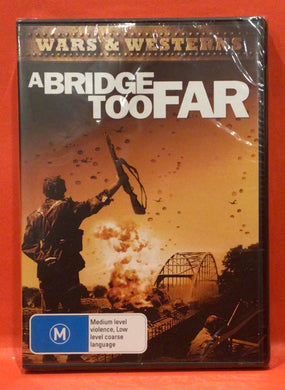 WARS & WESTERNS
A BRIDGE
TOO FAR
M
Medium level
violence, Low
level coarse
language